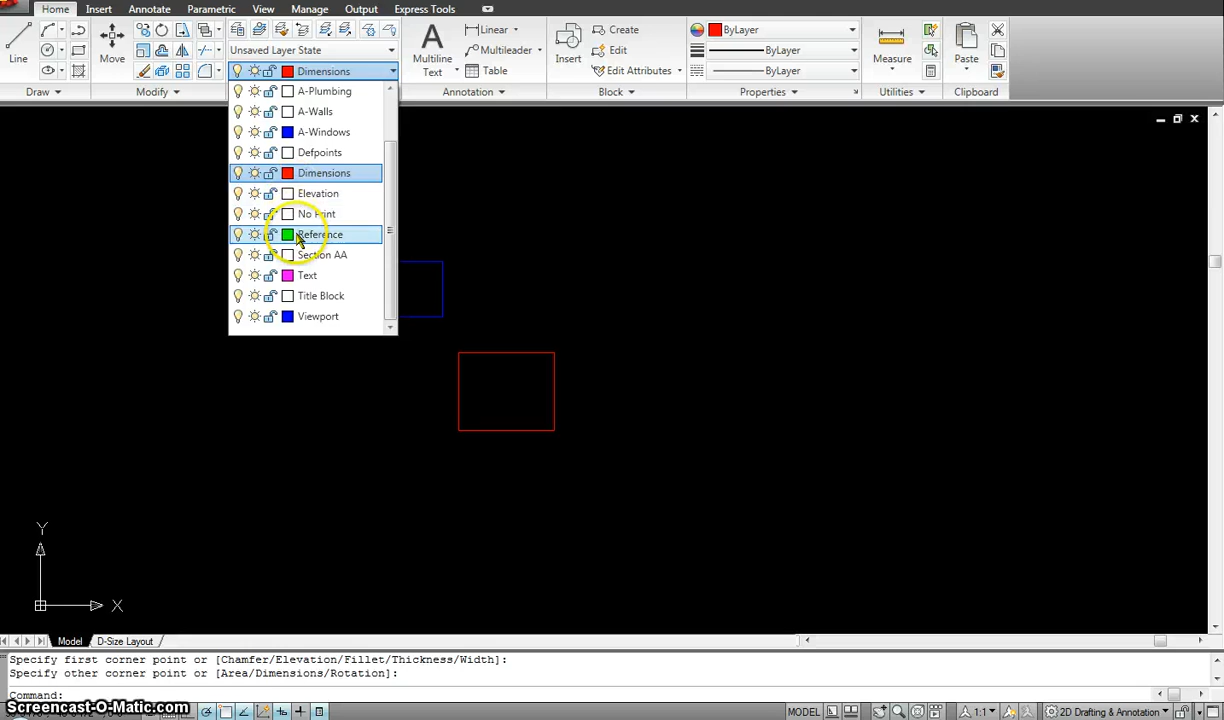 Home Insert Annotate Parametric View Manage Output Express Tools
Unsaved Layer State
Line
Move
Multiline
Text
Linear
Multileader
Table
Insert
Create
Edit
Edit Attributes
ByLayer
ByLayer
ByLayer
Measure
Paste
Draw Modify Annotation Block Properties Utilities Clipboard
Dimensions
A-Plumbing
A-Walls
A-Windows
Defpoints
Dimensions
Elevation
No Print
Reference
Section AA
Text
Title Block
Viewport
Y
X
Model D-Size Layout
Specify first corner point or [Chamfer/Elevation/Fillet/Thickness/Width]:
Specify other corner point or [Area/Dimensions/Rotation]:
Command:
Screencast-O-Matic.com
MODEL 1:1 2D Drafting & Annotation